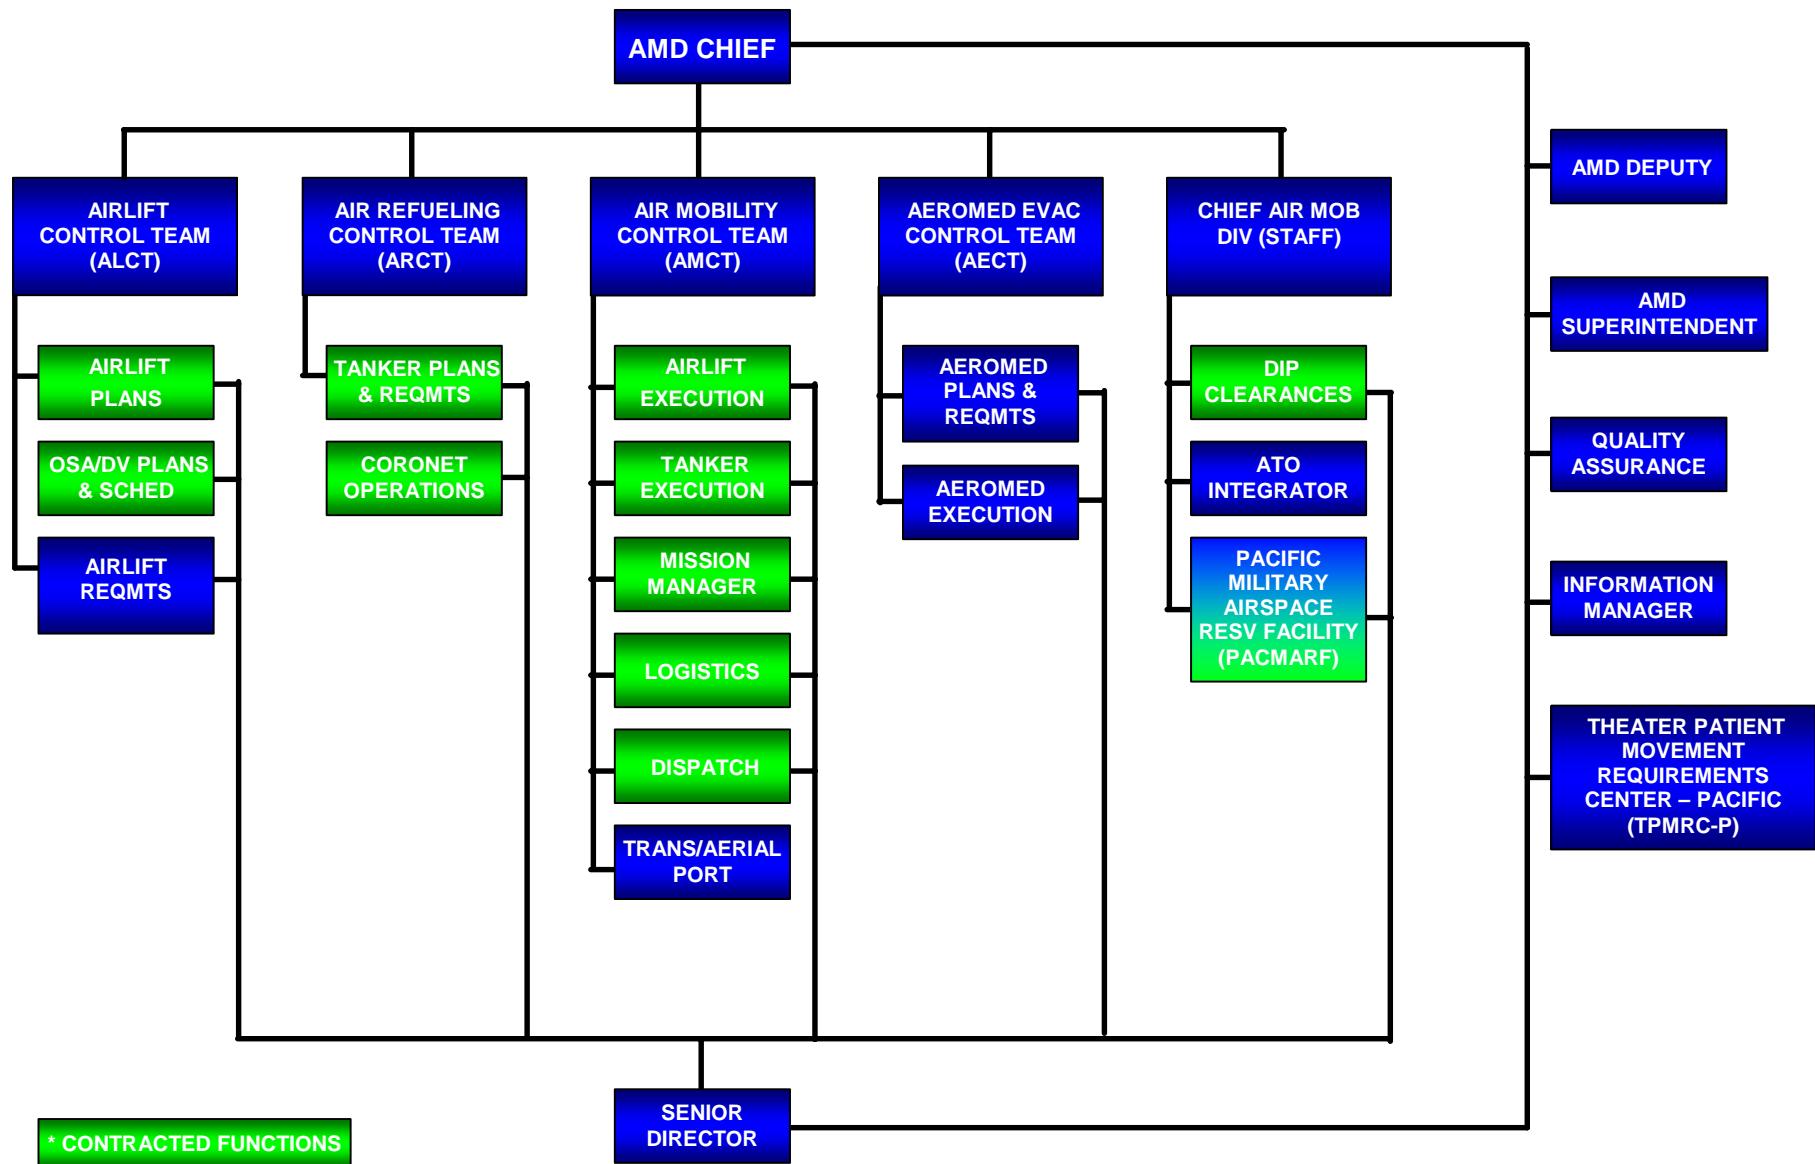 AMD CHIEF
AIRLIFT
CONTROL TEAM
(ALCT)
AIR REFUELING
CONTROL TEAM
(ARCT)
AIR MOBILITY
CONTROL TEAM
(AMCT)
AEROMED EVAC
CONTROL TEAM
(AECT)
CHIEF AIR MOB
DIV (STAFF)
AIRLIFT
PLANS
OSA/DV PLANS
& SCHED
AIRLIFT
REQMTS
TANKER PLANS
& REQMTS
CORONET
OPERATIONS
AIRLIFT
EXECUTION
TANKER
EXECUTION
MISSION
MANAGER
LOGISTICS
DISPATCH
TRANS/AERIAL
PORT
AEROMED
PLANS &
REQMTS
AEROMED
EXECUTION
DIP
CLEARANCES
ATO
INTEGRATOR
PACIFIC
MILITARY
AIRSPACE
RESV FACILITY
(PACMARF)
AMD DEPUTY
AMD
SUPERINTENDENT
QUALITY
ASSURANCE
INFORMATION
MANAGER
THEATER PATIENT
MOVEMENT
REQUIREMENTS
CENTER – PACIFIC
(TPMRC-P)
SENIOR
DIRECTOR
* CONTRACTED FUNCTIONS